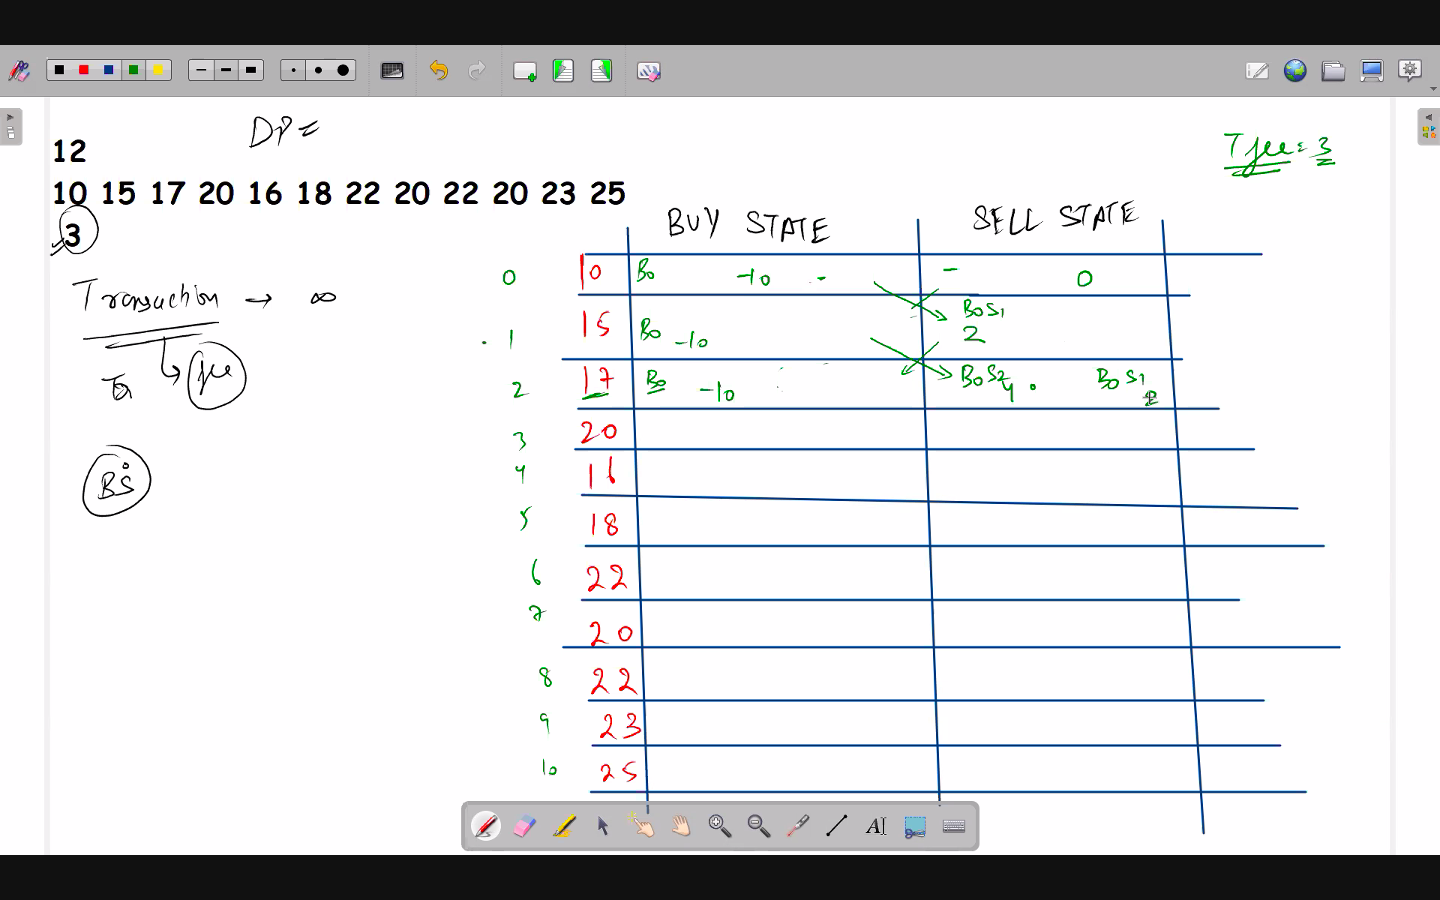 DP=
12
10 15 17 20 16 18 22 20 22 20 23 25
3
T fee = 3
Transaction → ∞
fee
BS
BUY STATE SELL STATE
0 10 B0 -10 - - 0
1 15 B0 -10 B0S1 2
2 17 B0 -10 B0S2 4 B0S1 2
3 20
4 16
5 18
6 22
7 20
8 22
9 23
10 25